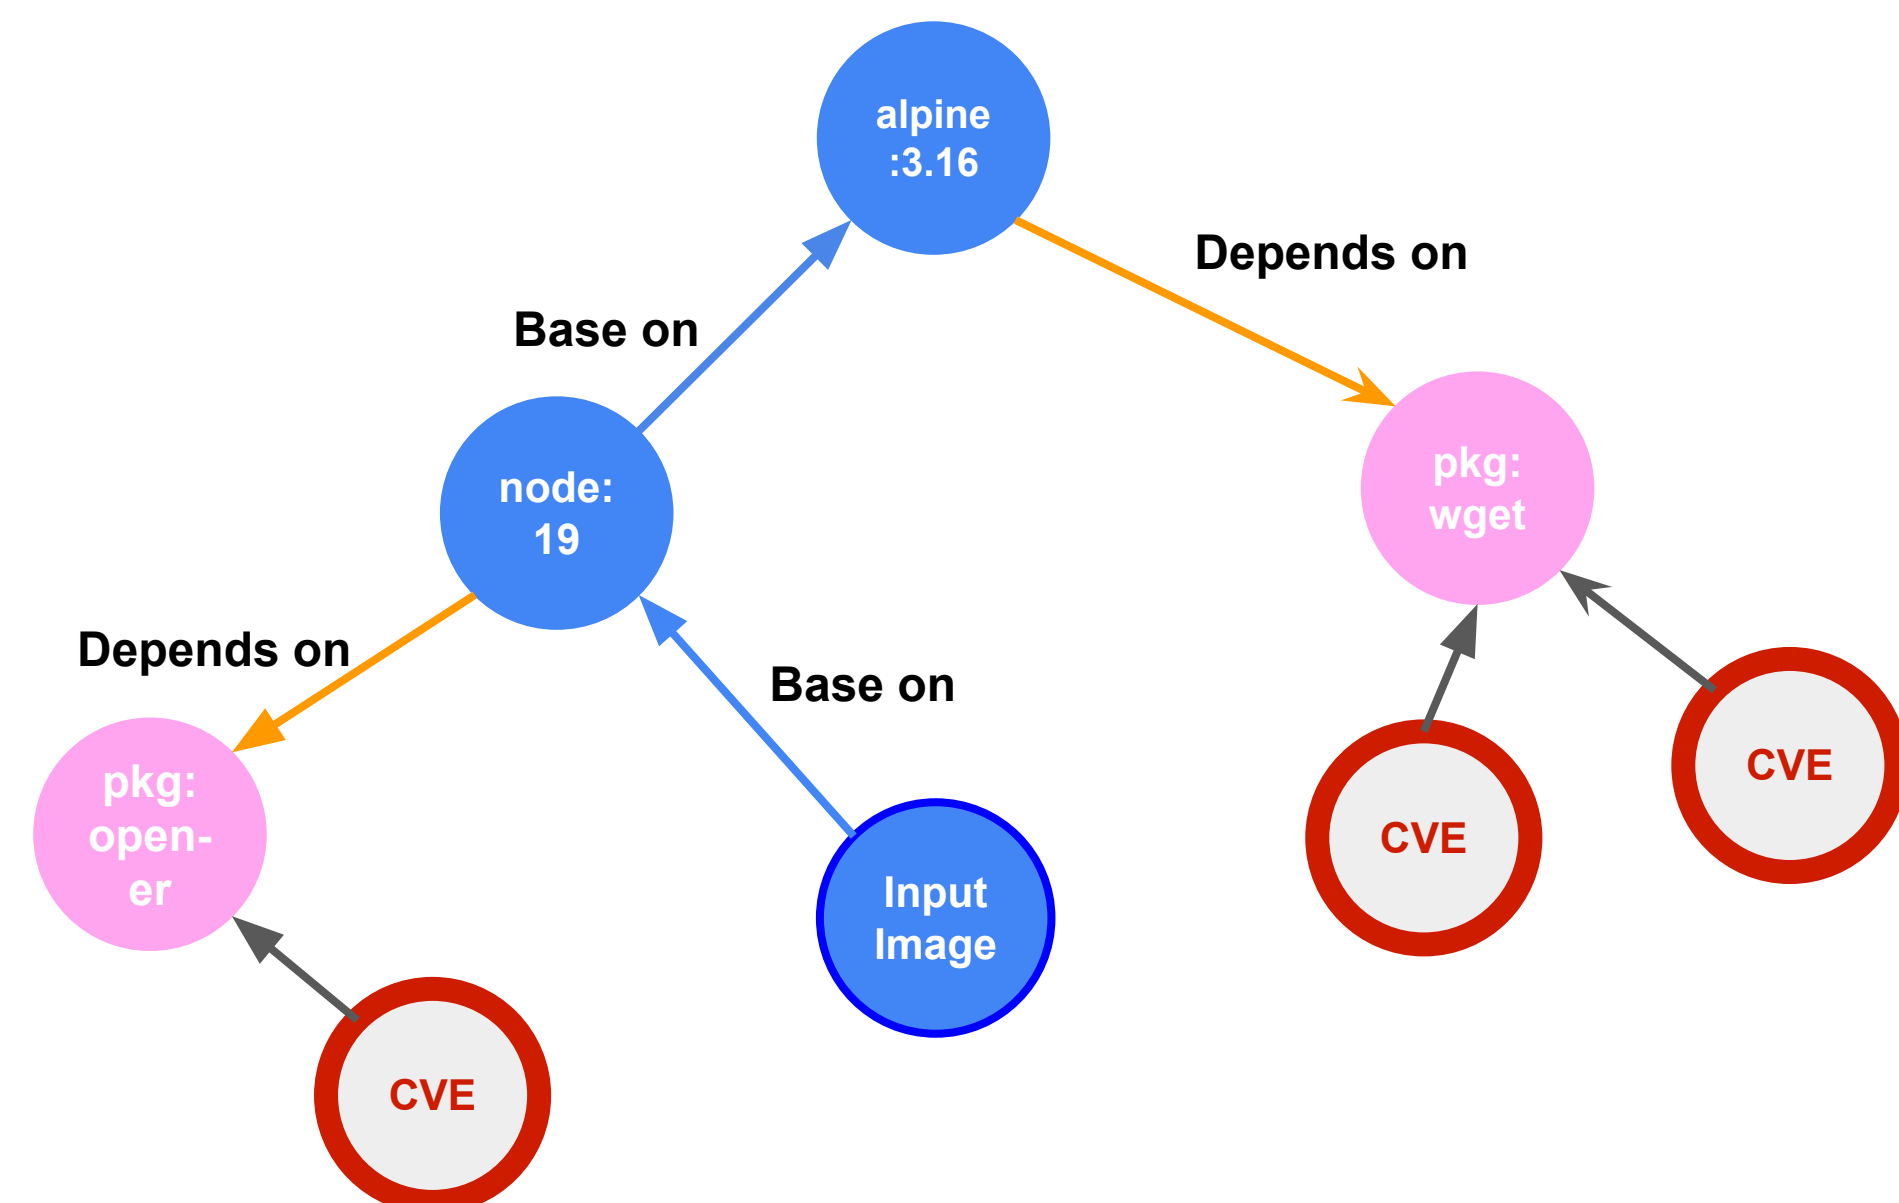 alpine
:3.16
Depends on
Base on
pkg:
wget
node:
19
Depends on
Base on
CVE
pkg:
open-
er
CVE
Input
Image
CVE